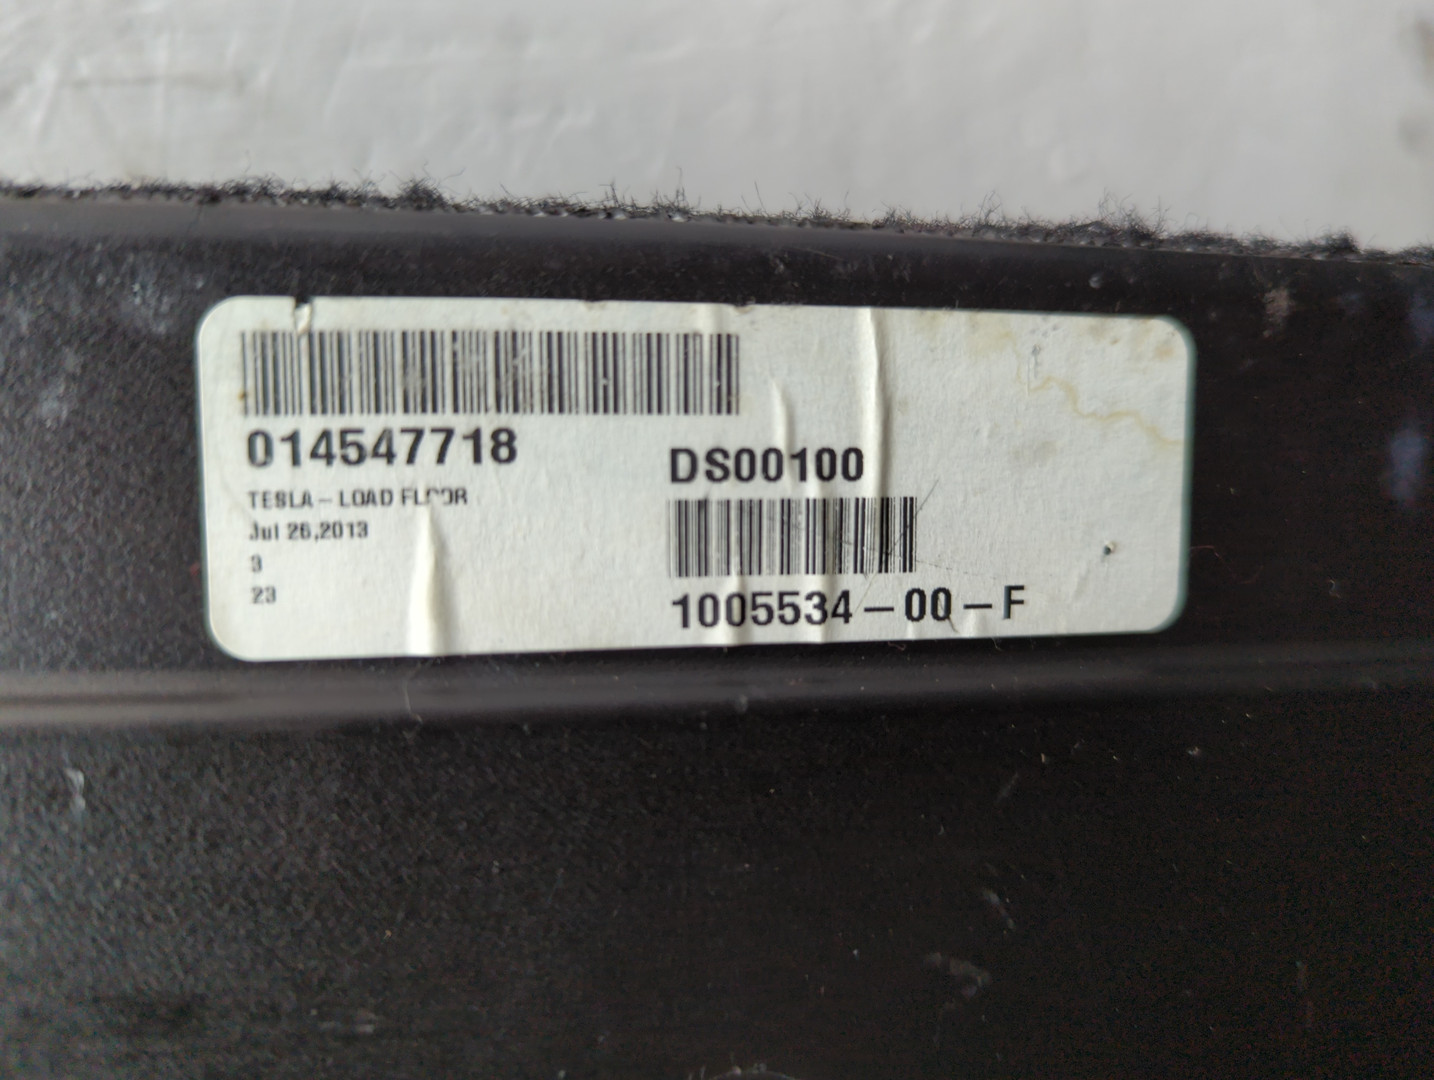 014547718
TESLA - LOAD FLOOR
Jul 26,2013
3
23
DS00100
1005534-00-F